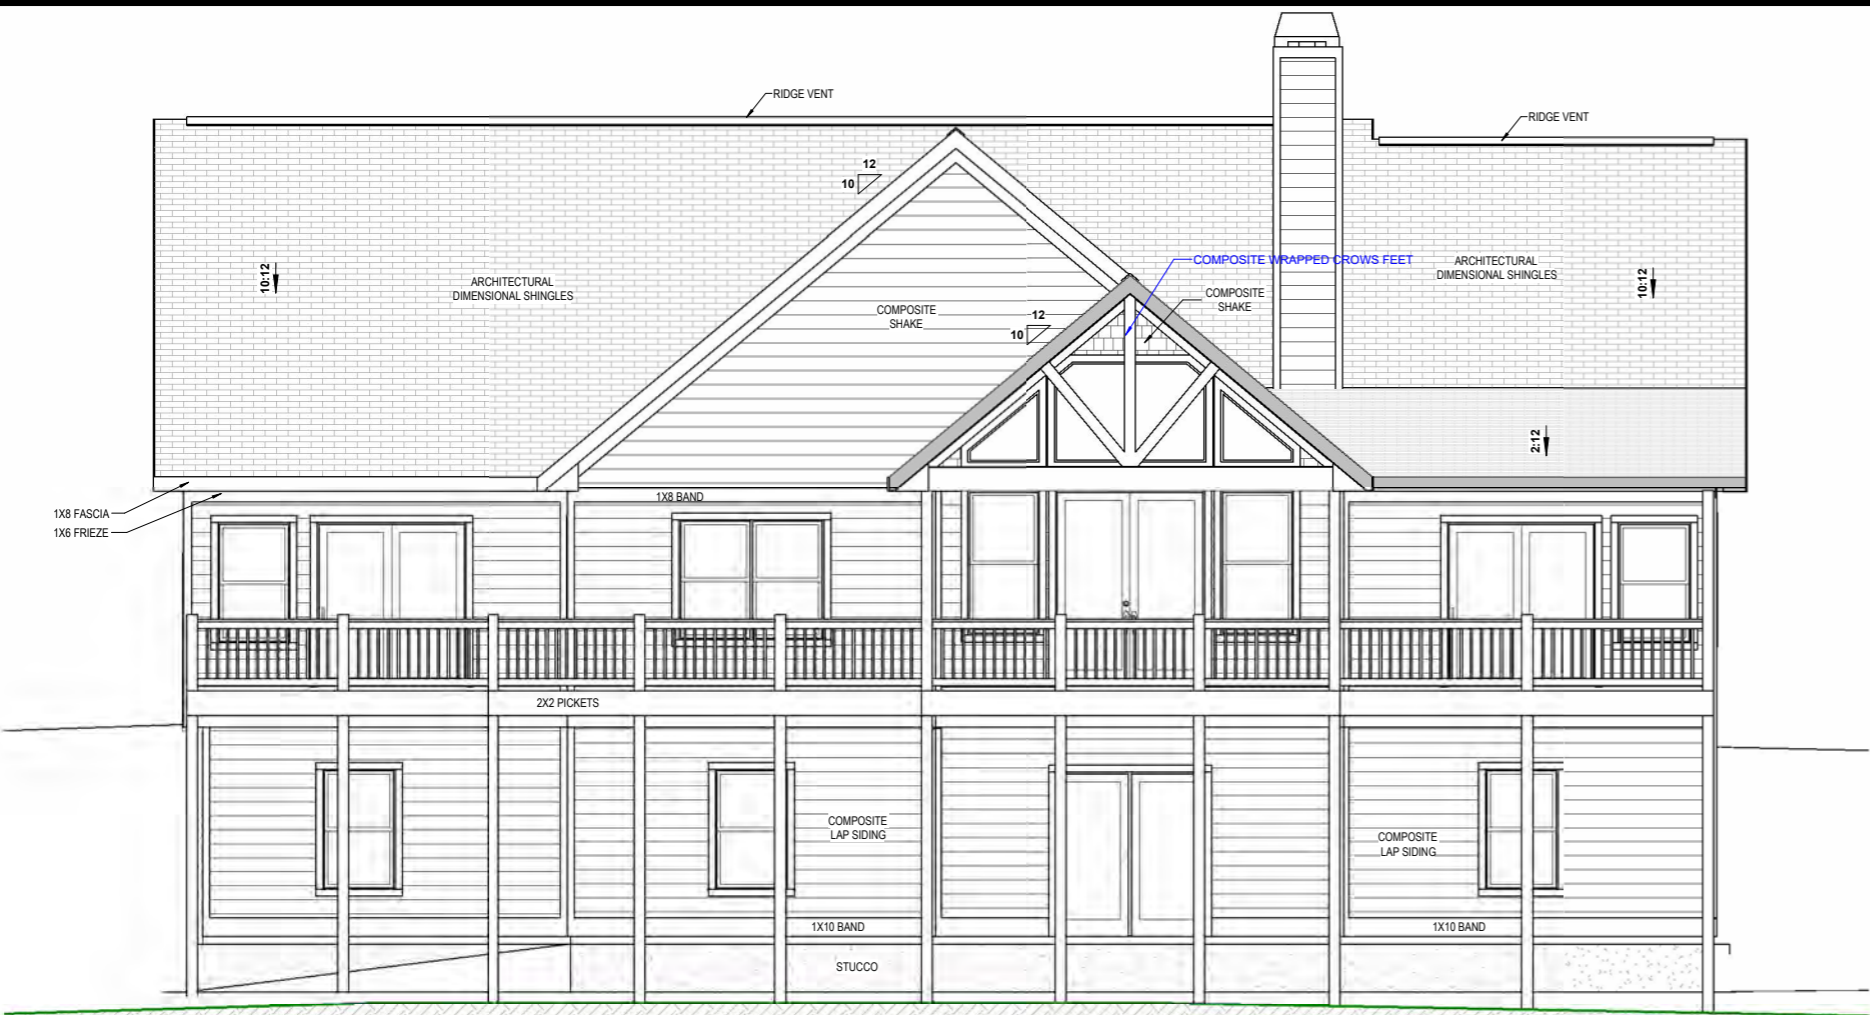 RIDGE VENT
RIDGE VENT
12
10
COMPOSITE WRAPPED CROWS FEET
10:12
ARCHITECTURAL
DIMENSIONAL SHINGLES
ARCHITECTURAL
DIMENSIONAL SHINGLES
10:12
COMPOSITE
SHAKE
COMPOSITE
SHAKE
12
10
2:12
1X8 FASCIA
1X6 FRIEZE
1X8 BAND
2X2 PICKETS
COMPOSITE
LAP SIDING
COMPOSITE
LAP SIDING
1X10 BAND
1X10 BAND
STUCCO